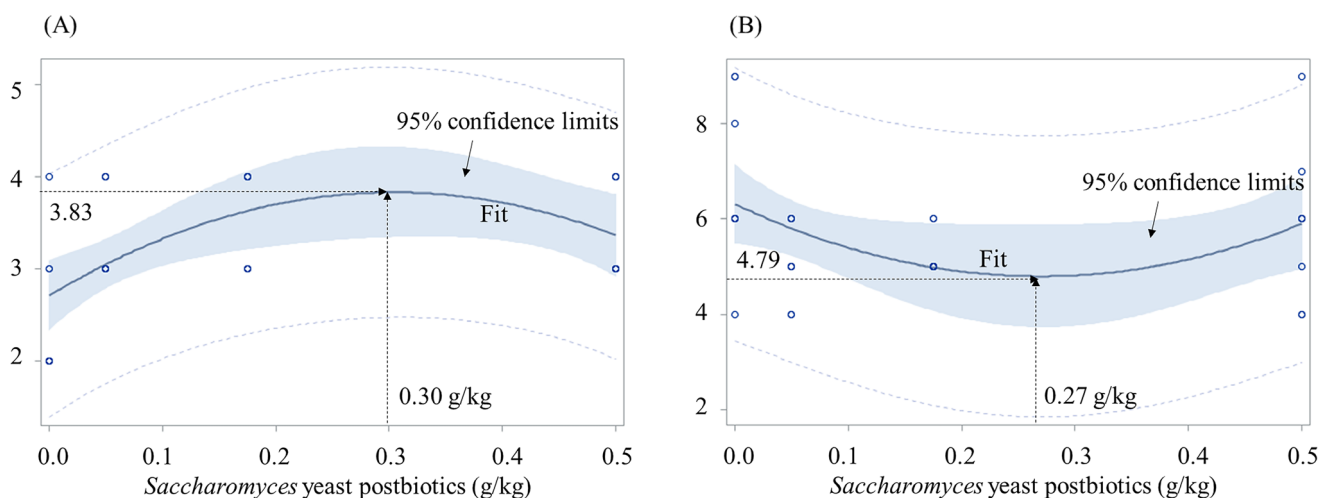 (A)
5
4
3
2
95% confidence limits
3.83
Fit
0.30 g/kg
0.0 0.1 0.2 0.3 0.4 0.5
Saccharomyces yeast postbiotics (g/kg)
(B)
8
6
4
2
95% confidence limits
4.79
Fit
0.27 g/kg
0.0 0.1 0.2 0.3 0.4 0.5
Saccharomyces yeast postbiotics (g/kg)